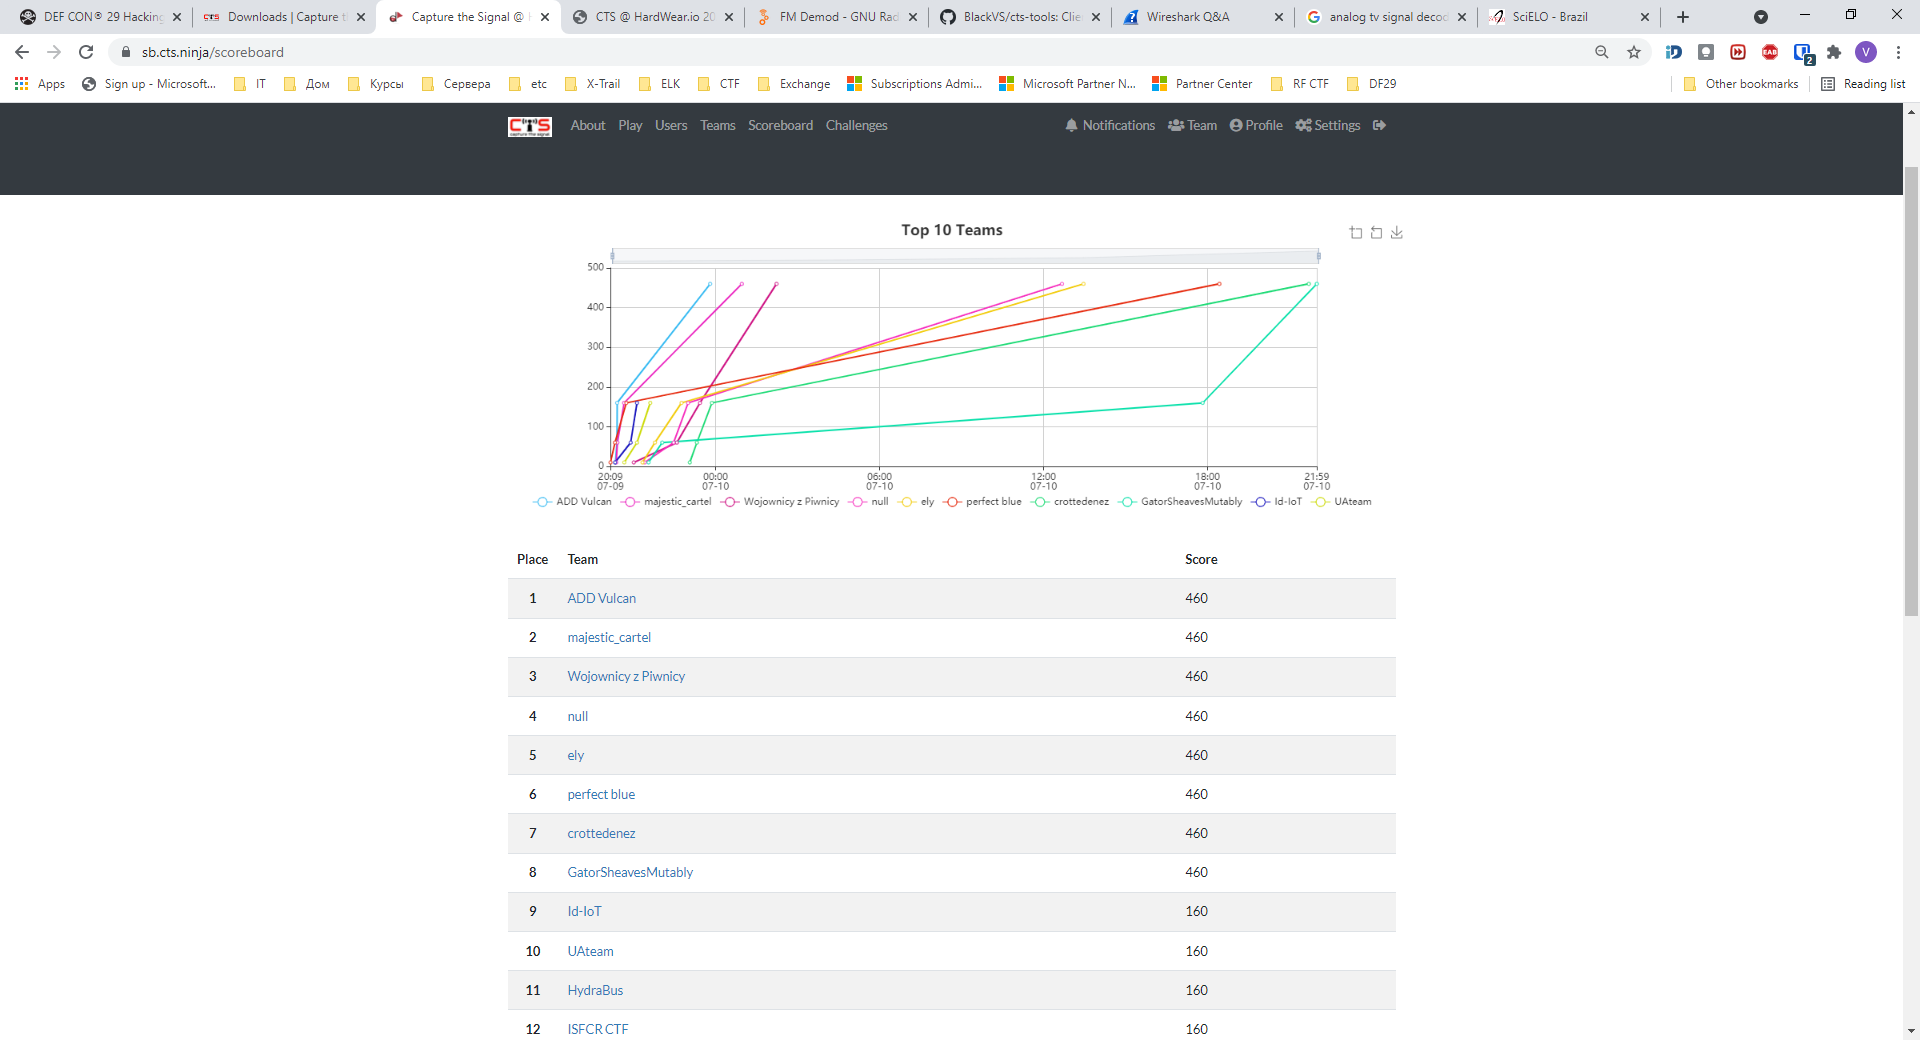 DEF CON® 29 Hacking
Downloads | Capture t
Capture the Signal @ H
CTS @ HardWear.io 20
FM Demod - GNU Rad
BlackVS/cts-tools: Clie
Wireshark Q&A
analog tv signal decod
SciELO - Brazil
sb.cts.ninja/scoreboard
Apps
Sign up - Microsoft...
IT
Дом
Курсы
Сервера
etc
X-Trail
ELK
CTF
Exchange
Subscriptions Admi...
Microsoft Partner N...
Partner Center
RF CTF
DF29
Other bookmarks
Reading list
CTS
About Play Users Teams Scoreboard Challenges
Notifications Team Profile Settings
Top 10 Teams
500
400
300
200
100
0
20:09 00:00 06:00 12:00 18:00 21:59
07-09 07-10 07-10 07-10 07-10 07-10
ADD Vulcan majestic_cartel Wojownicy z Piwnicy null ely perfect blue crottedenez GatorSheavesMutably Id-IoT UAteam
Place Team Score
1 ADD Vulcan 460
2 majestic_cartel 460
3 Wojownicy z Piwnicy 460
4 null 460
5 ely 460
6 perfect blue 460
7 crottedenez 460
8 GatorSheavesMutably 460
9 Id-IoT 160
10 UAteam 160
11 HydraBus 160
12 ISFCR CTF 160